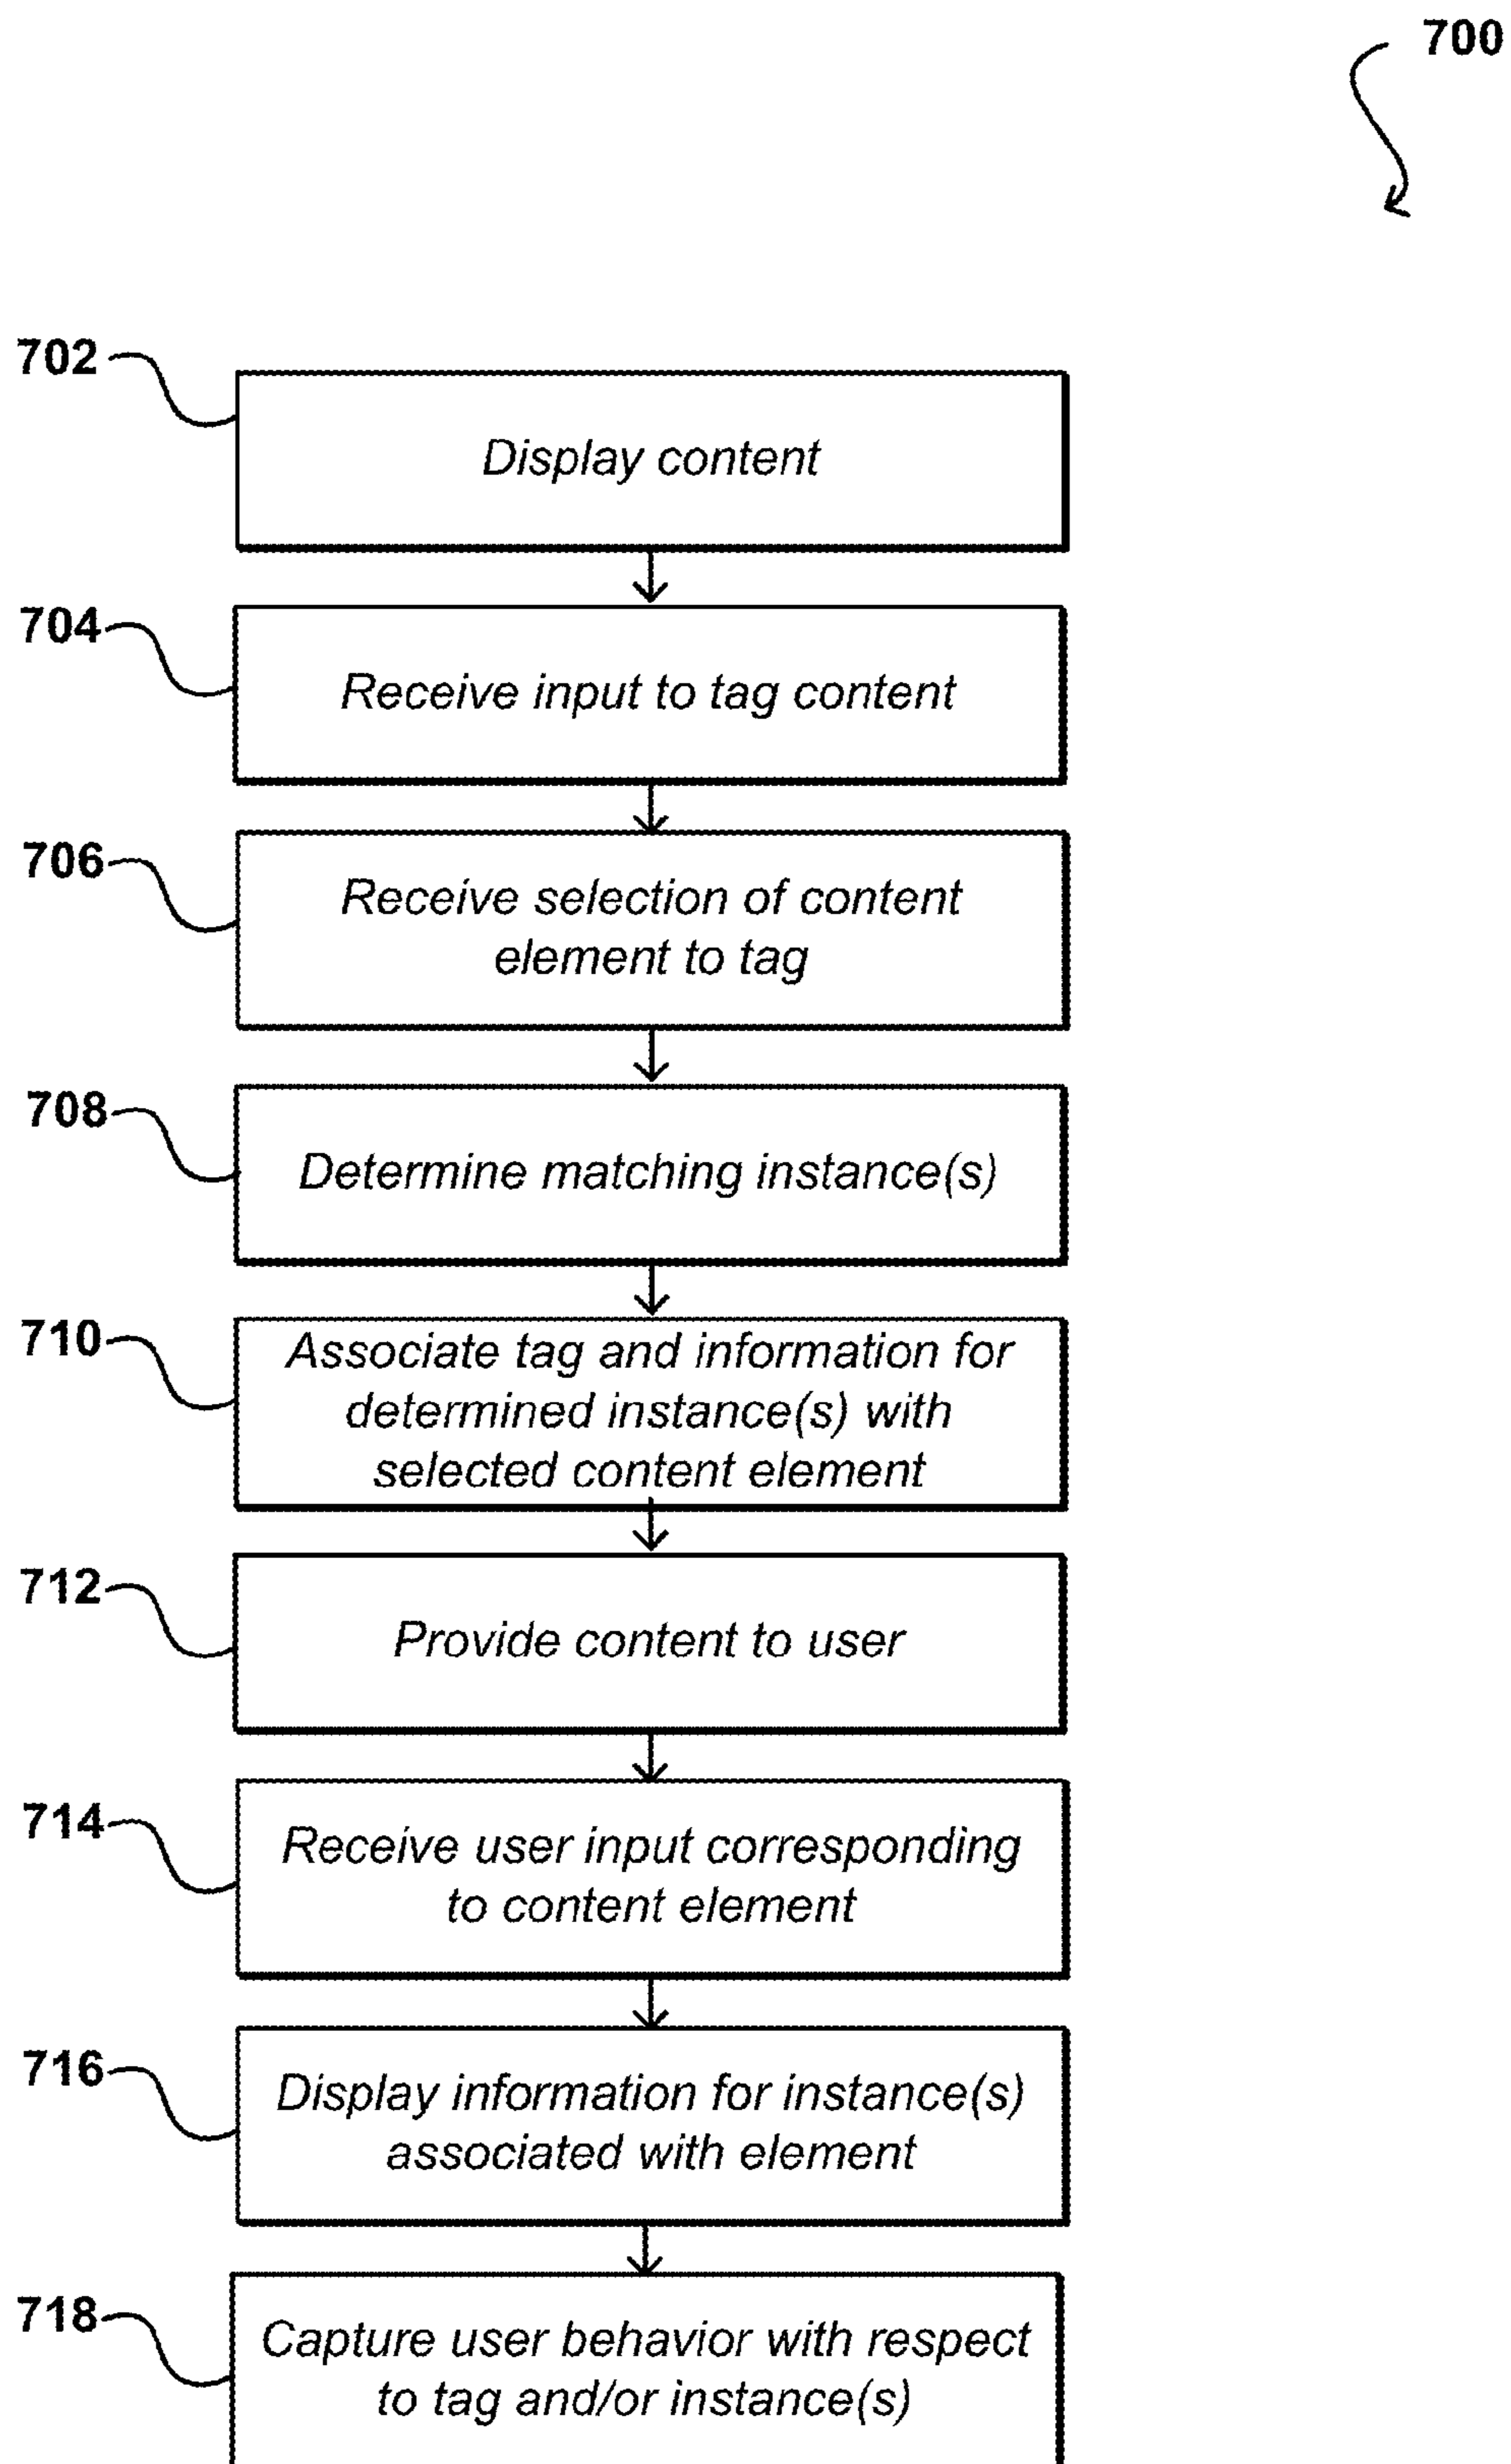 700
702
Display content
704
Receive input to tag content
706
Receive selection of content
element to tag
708
Determine matching instance(s)
710
Associate tag and information for
determined instance(s) with
selected content element
712
Provide content to user
714
Receive user input corresponding
to content element
716
Display information for instance(s)
associated with element
718
Capture user behavior with respect
to tag and/or instance(s)